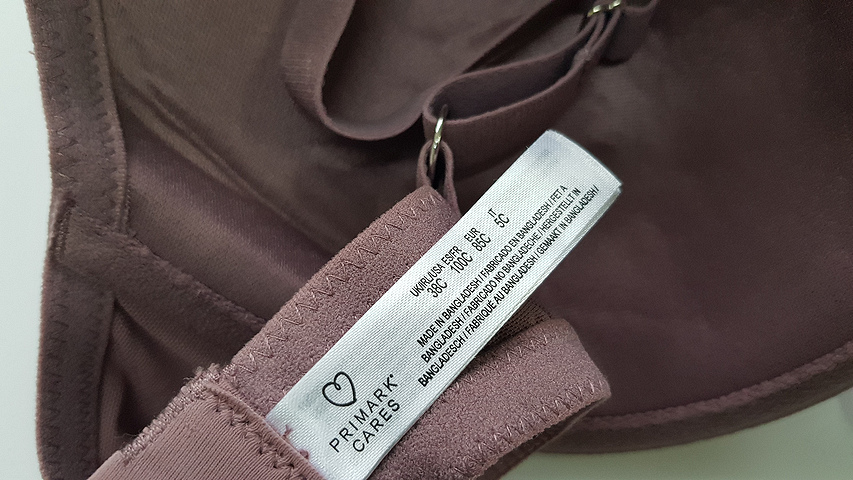 UK/IRL/USA ES/FR EUR IT
38C 100C 85C 5C
MADE IN BANGLADESH / FABRICADO EN BANGLADESH / FET A
BANGLADESH / FABRICADO NO BANGLADECHE / HERGESTELLT IN
BANGLADESCH / FABRIQUÉ AU BANGLADESH / GEMAAKT IN BANGLADESH /
PRIMARK
CARES